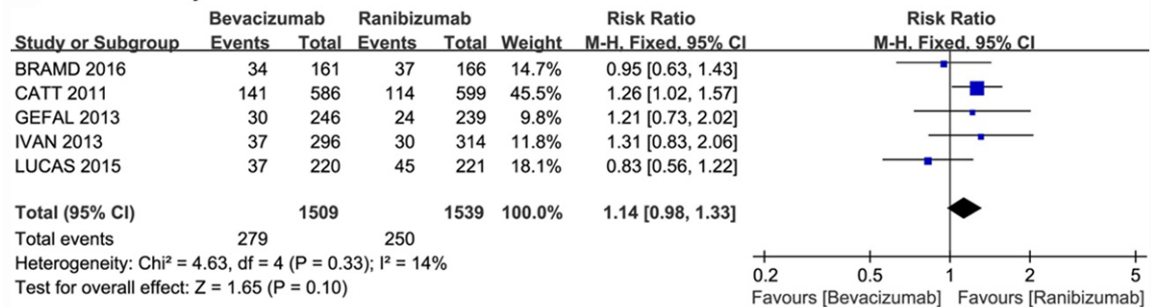 Bevacizumab Ranibizumab Risk Ratio Risk Ratio
Study or Subgroup Events Total Events Total Weight M-H, Fixed, 95% CI M-H, Fixed, 95% CI
BRAMD 2016 34 161 37 166 14.7% 0.95 [0.63, 1.43]
CATT 2011 141 586 114 599 45.5% 1.26 [1.02, 1.57]
GEFAL 2013 30 246 24 239 9.8% 1.21 [0.73, 2.02]
IVAN 2013 37 296 30 314 11.8% 1.31 [0.83, 2.06]
LUCAS 2015 37 220 45 221 18.1% 0.83 [0.56, 1.22]
Total (95% CI) 1509 1539 100.0% 1.14 [0.98, 1.33]
Total events 279 250
Heterogeneity: Chi² = 4.63, df = 4 (P = 0.33); I² = 14%
Test for overall effect: Z = 1.65 (P = 0.10)
0.2 0.5 1 2 5
Favours [Bevacizumab] Favours [Ranibizumab]